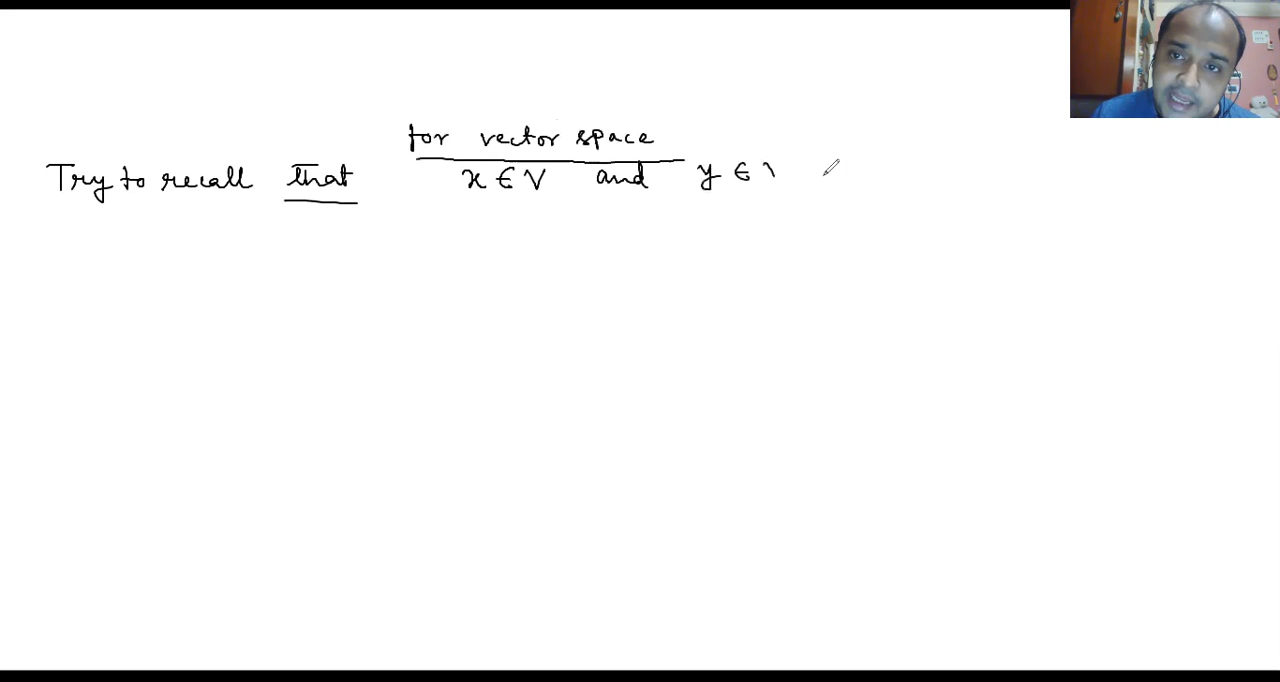 for vector space
Try to recall that x ∈ V and y ∈